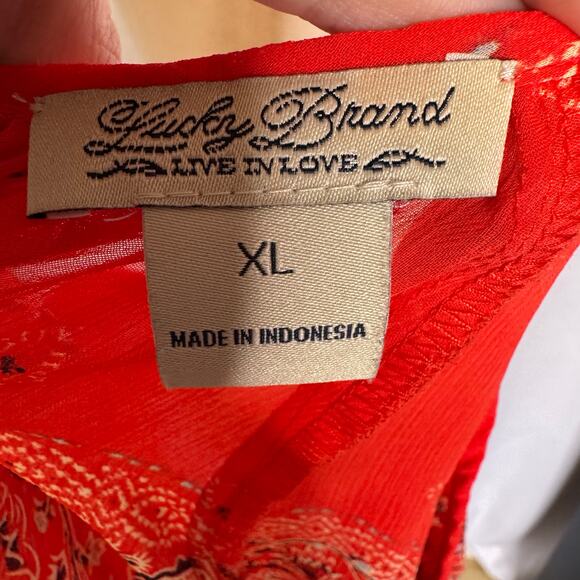 Lucky Brand
LIVE IN LOVE
XL
MADE IN INDONESIA